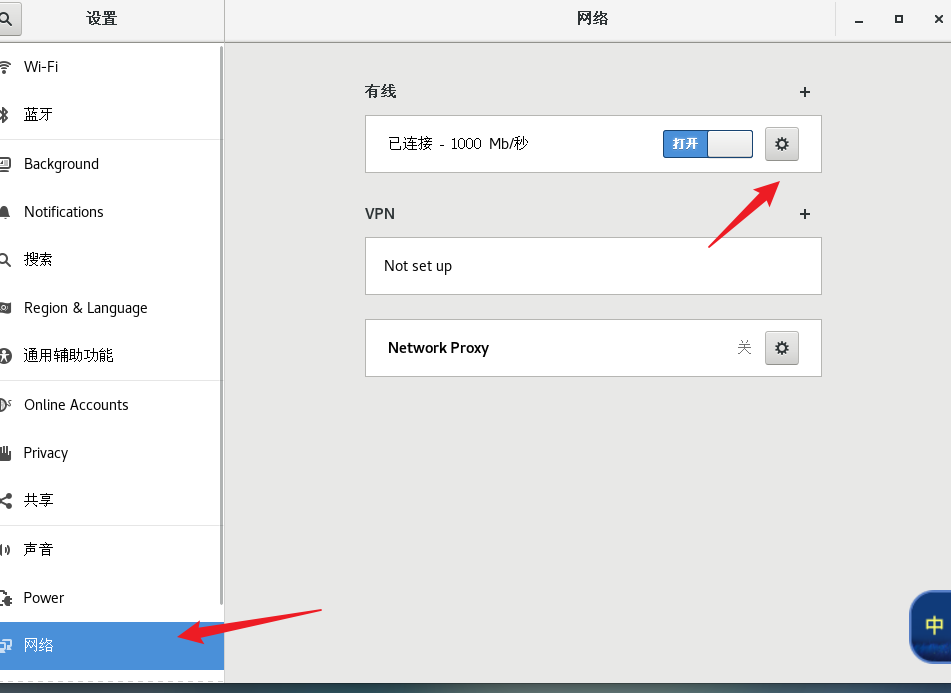 设置
网络
Wi-Fi
蓝牙
Background
Notifications
搜索
Region & Language
通用辅助功能
Online Accounts
Privacy
共享
声音
Power
网络
有线
已连接 - 1000 Mb/秒
打开
VPN
Not set up
Network Proxy
关
中